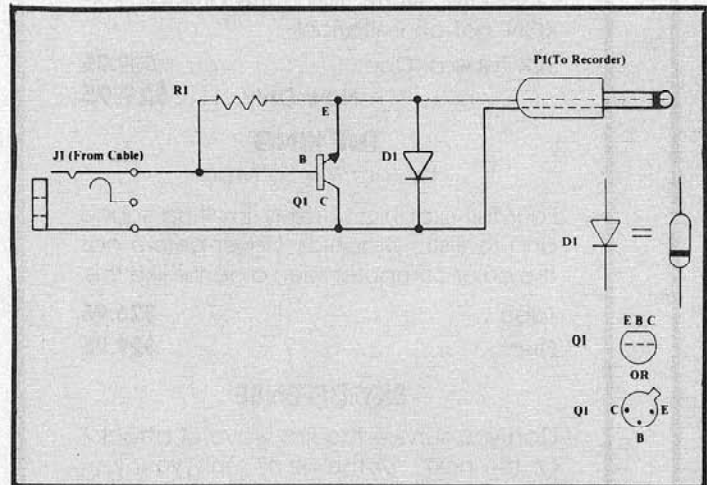 P1(To Recorder)
R1
E
J1 (From Cable)
B
D1
Q1 C
D1
E B C
Q1
OR
Q1 C E
B